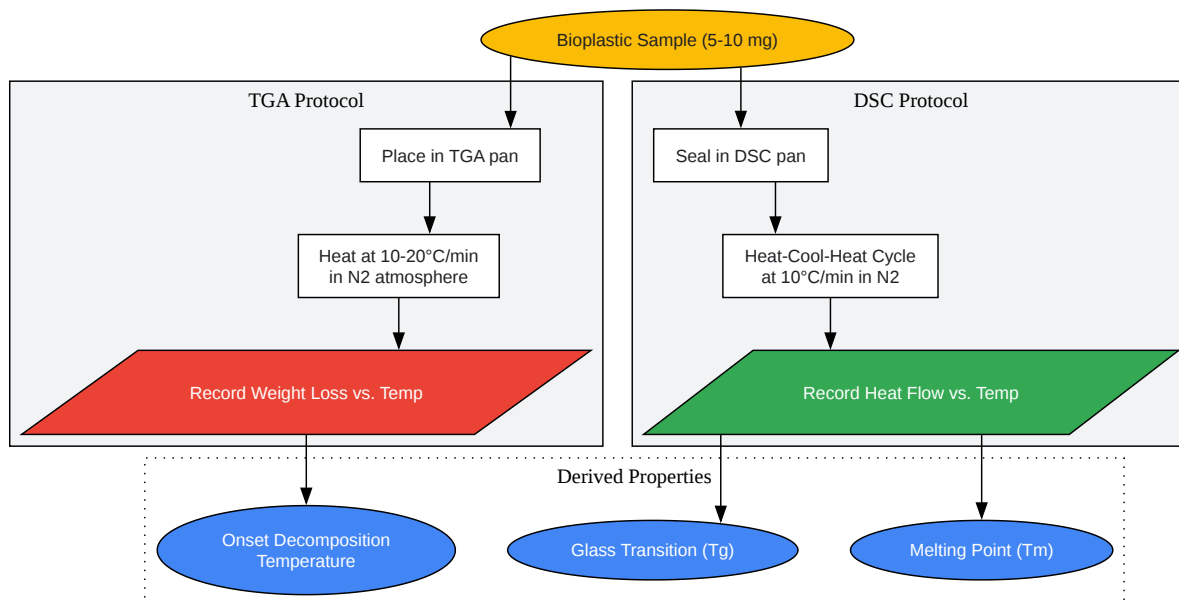 Bioplastic Sample (5-10 mg)
TGA Protocol
DSC Protocol
Place in TGA pan
Seal in DSC pan
Heat at 10-20°C/min
in N2 atmosphere
Heat-Cool-Heat Cycle
at 10°C/min in N2
Record Weight Loss vs. Temp
Record Heat Flow vs. Temp
Derived Properties
Onset Decomposition
Temperature
Glass Transition (Tg)
Melting Point (Tm)